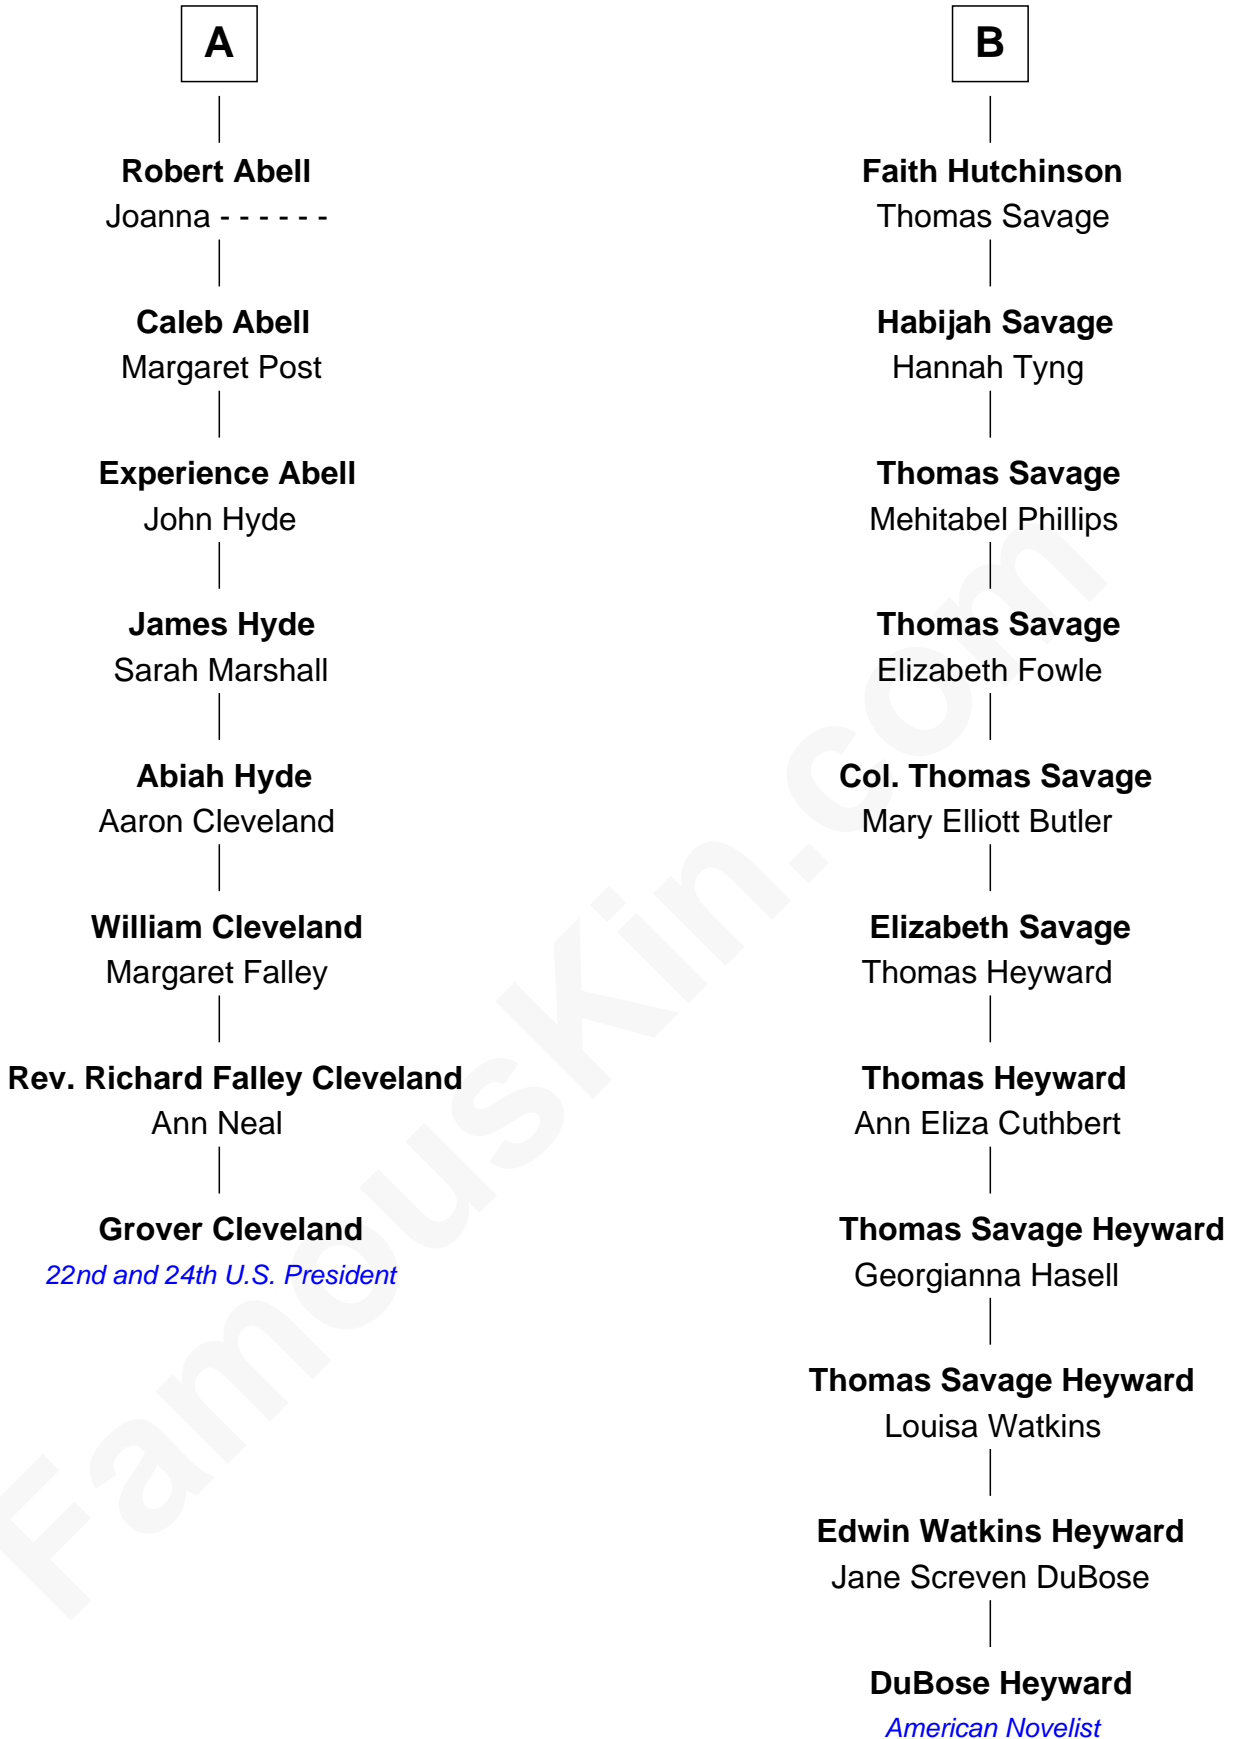 A
Robert Abell
Joanna - - - - - -
Caleb Abell
Margaret Post
Experience Abell
John Hyde
James Hyde
Sarah Marshall
Abiah Hyde
Aaron Cleveland
William Cleveland
Margaret Falley
Rev. Richard Falley Cleveland
Ann Neal
Grover Cleveland
22nd and 24th U.S. President
B
Faith Hutchinson
Thomas Savage
Habijah Savage
Hannah Tyng
Thomas Savage
Mehitabel Phillips
Thomas Savage
Elizabeth Fowle
Col. Thomas Savage
Mary Elliott Butler
Elizabeth Savage
Thomas Heyward
Thomas Heyward
Ann Eliza Cuthbert
Thomas Savage Heyward
Georgianna Hasell
Thomas Savage Heyward
Louisa Watkins
Edwin Watkins Heyward
Jane Screven DuBose
DuBose Heyward
American Novelist
FamousKin.com